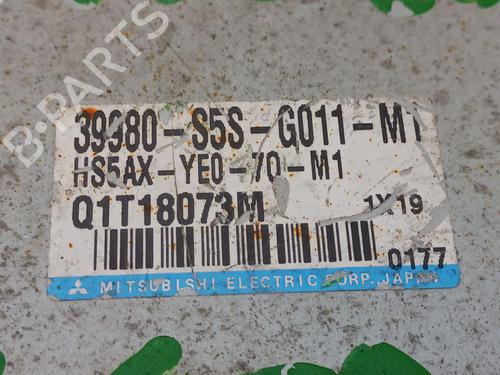 39980-S5S-G011-M1
HS5AX-YE0-70-M1
Q1T18073M 1X19
0177
MITSUBISHI ELECTRIC CORP. JAPAN
B-PARTS